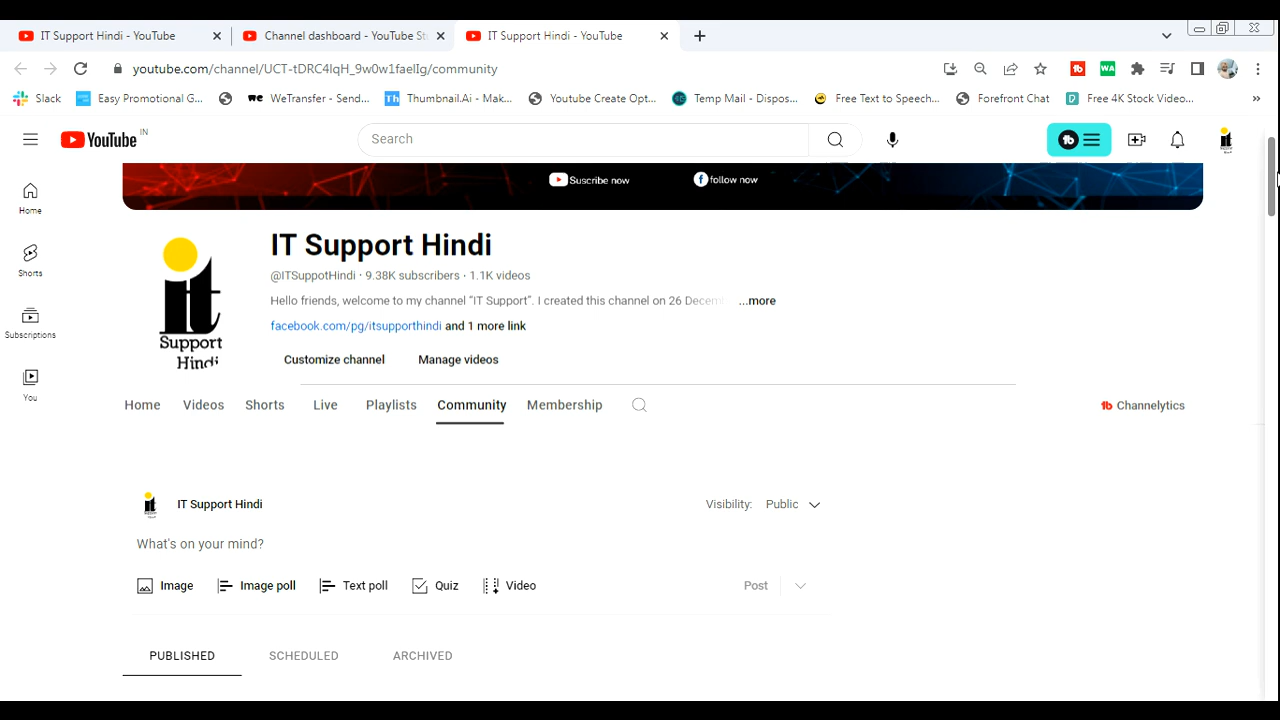 IT Support Hindi - YouTube
Channel dashboard - YouTube St
IT Support Hindi - YouTube
youtube.com/channel/UCT-tDRC4lqH_9w0w1faelIg/community
Slack
Easy Promotional G...
WeTransfer - Send...
Thumbnail.Ai - Mak...
Youtube Create Opt...
Temp Mail - Dispos...
Free Text to Speech...
Forefront Chat
Free 4K Stock Video...
YouTube IN
Search
Suscribe now
follow now
Home
Shorts
Subscriptions
You
it Support Hindi
IT Support Hindi
@ITSuppotHindi · 9.38K subscribers · 1.1K videos
Hello friends, welcome to my channel “IT Support”. I created this channel on 26 Decem ...more
facebook.com/pg/itsupporthindi and 1 more link
Customize channel Manage videos
Home Videos Shorts Live Playlists Community Membership
Channelytics
IT Support Hindi
Visibility: Public
What's on your mind?
Image Image poll Text poll Quiz Video
Post
PUBLISHED SCHEDULED ARCHIVED